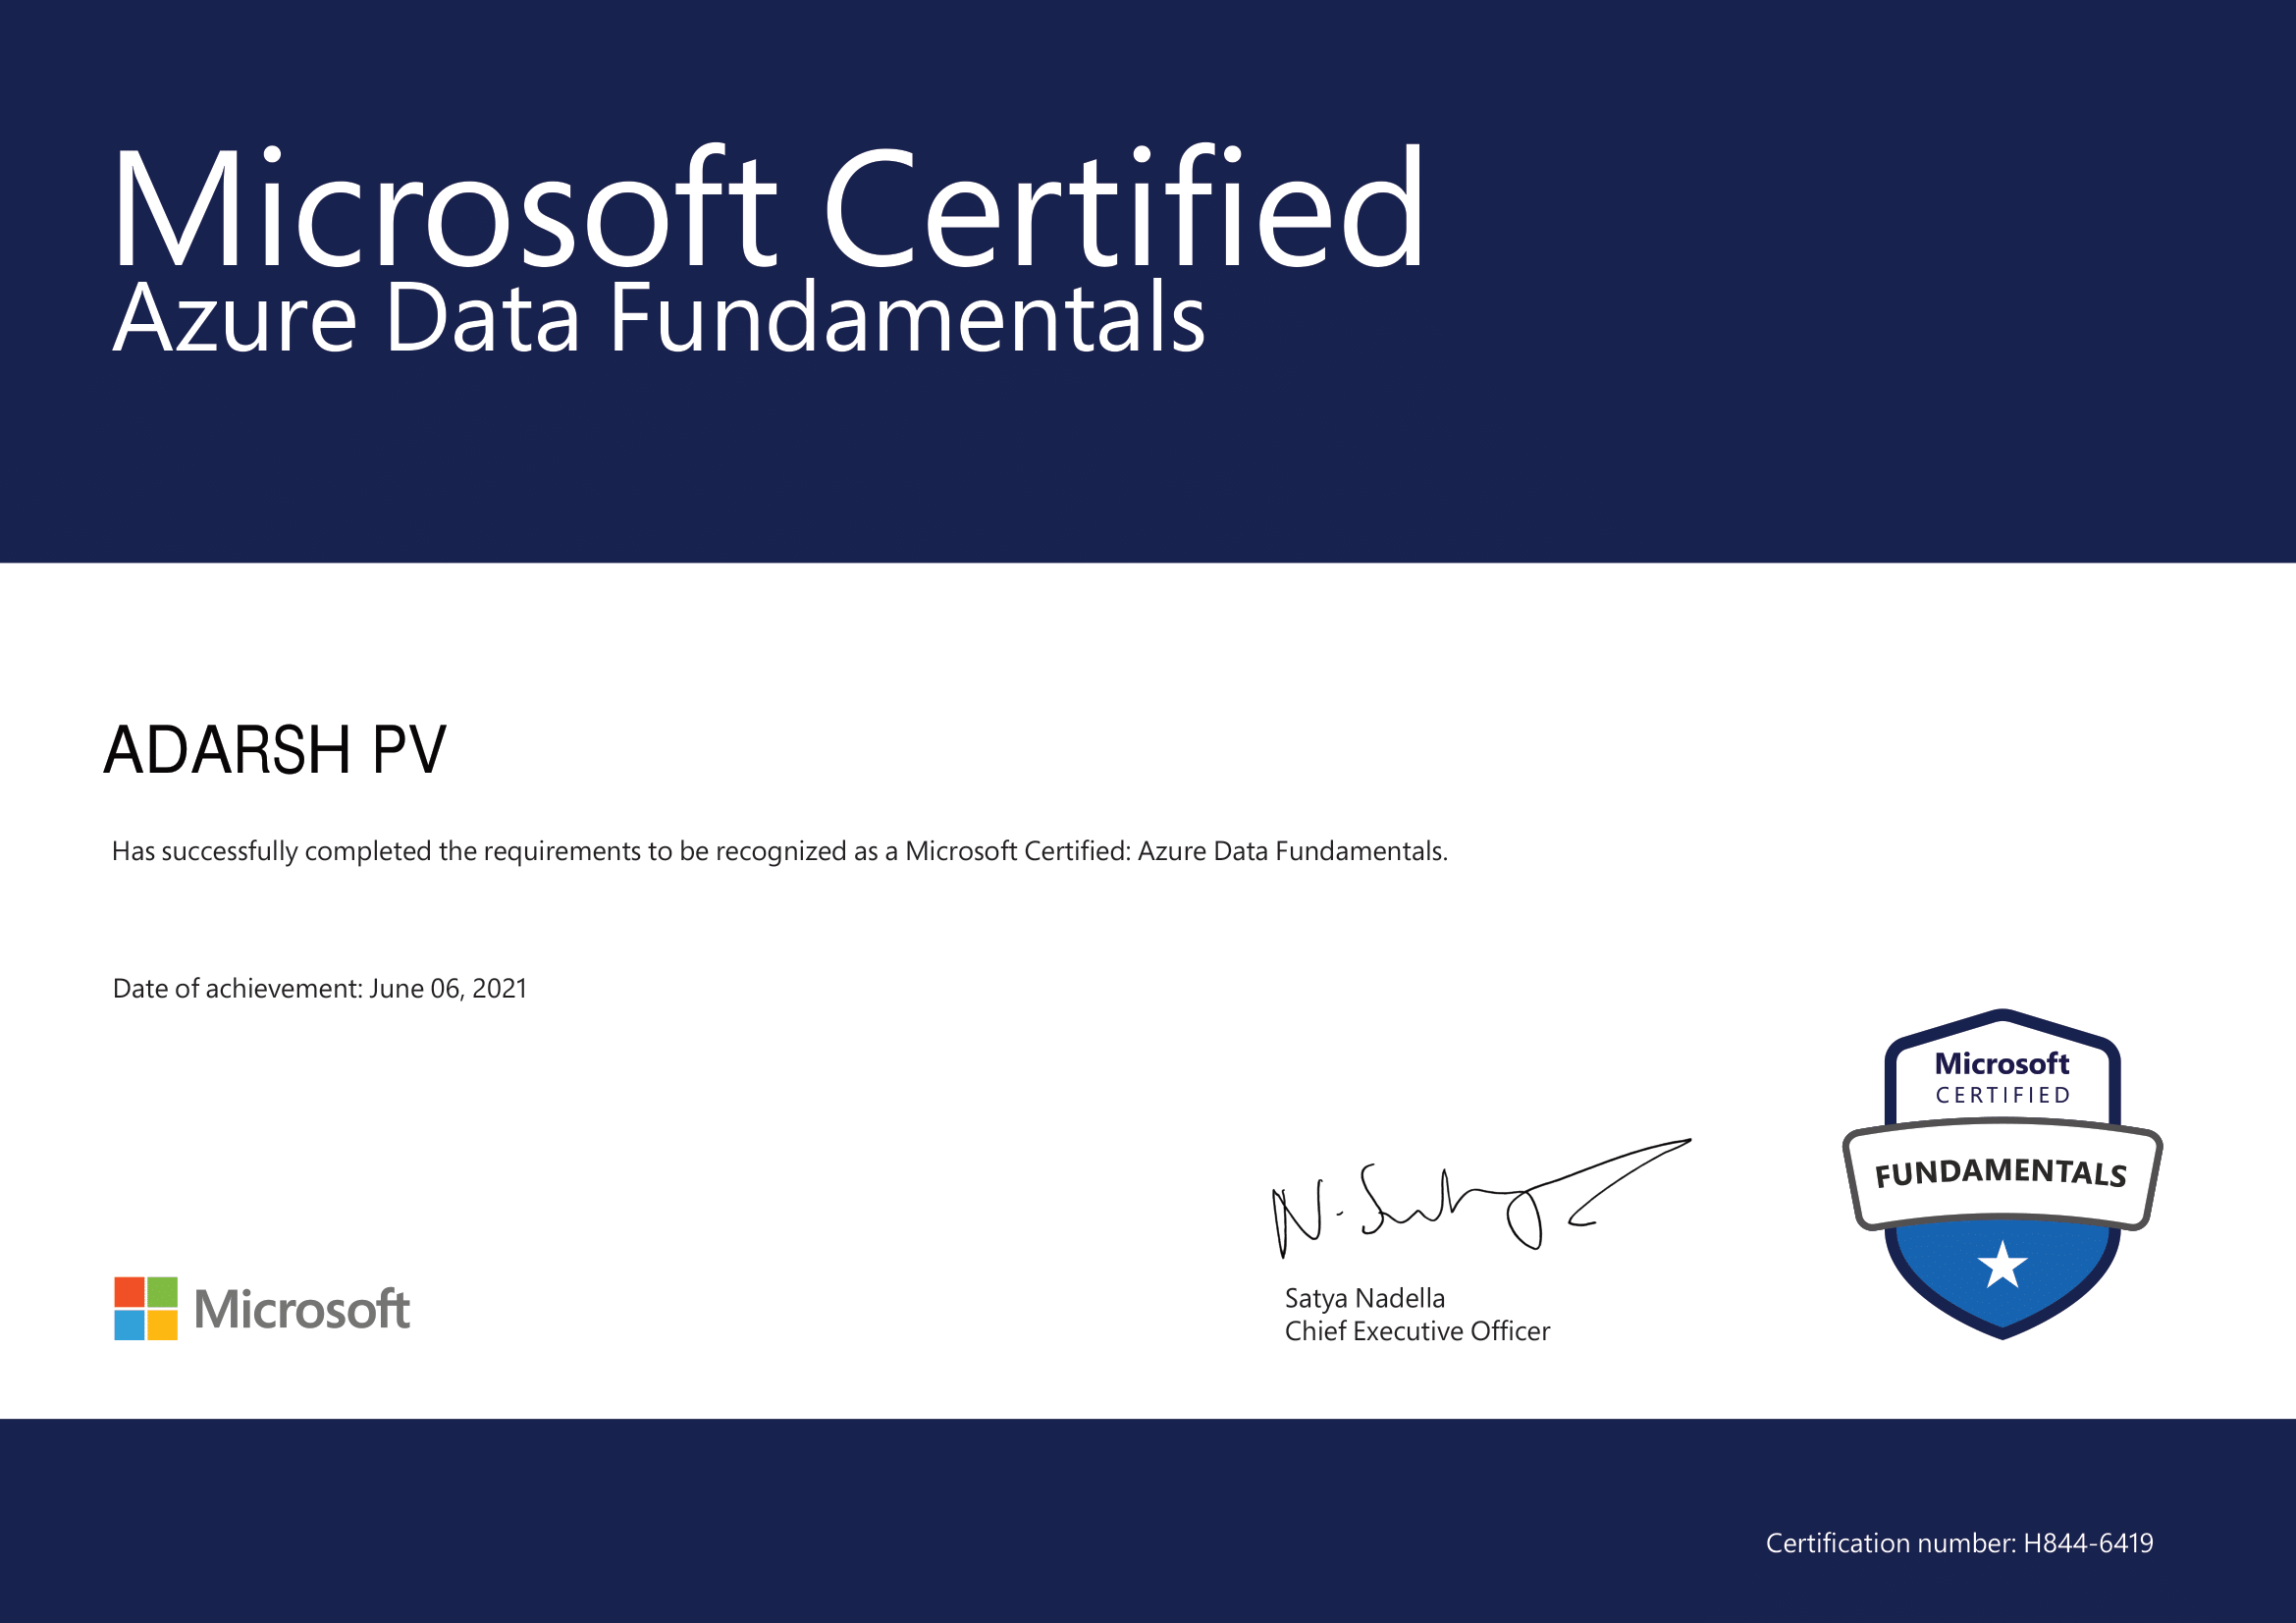 Microsoft Certified
Azure Data Fundamentals
ADARSH PV
Has successfully completed the requirements to be recognized as a Microsoft Certified: Azure Data Fundamentals.
Date of achievement: June 06, 2021
Microsoft
CERTIFIED
FUNDAMENTALS
Microsoft
Satya Nadella
Chief Executive Officer
Certification number: H844-6419